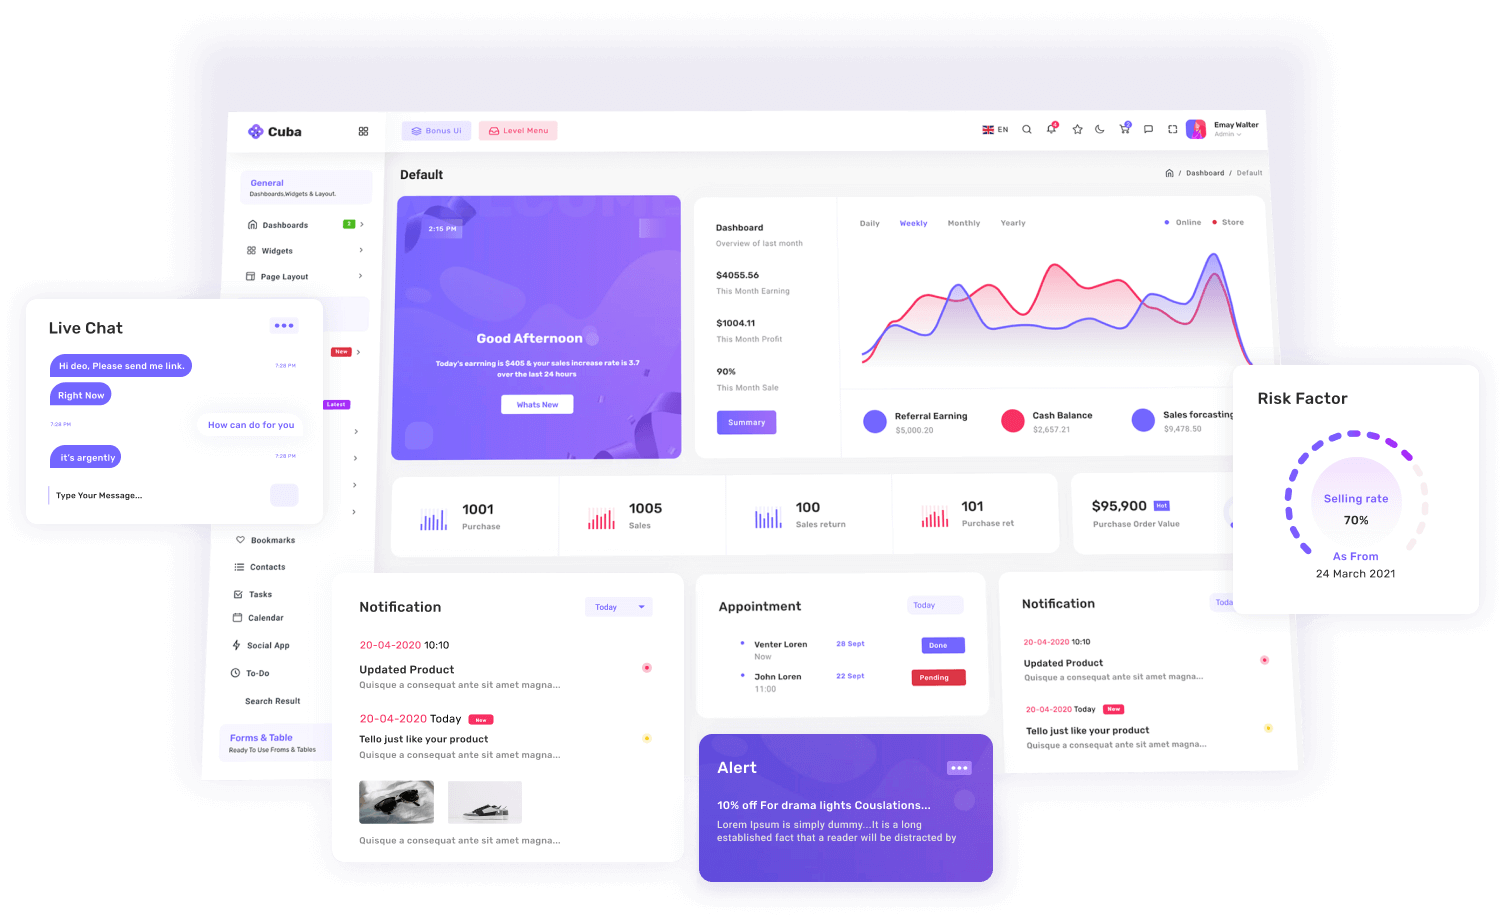 Cuba
Bonus Ui
Level Menu
EN
4
2
Emay Walter
Admin
General
Dashboards,Widgets & Layout.
Dashboards
2
Widgets
Page Layout
New
Latest
Bookmarks
Contacts
Tasks
Calendar
Social App
To-Do
Search Result
Forms & Table
Ready To Use Froms & Tables
Default
/ Dashboard / Default
2:15 PM
Good Afternoon
Today's earrning is $405 & your sales increase rate is 3.7
over the last 24 hours
Whats New
Dashboard
Overview of last month
$4055.56
This Month Earning
$1004.11
This Month Profit
90%
This Month Sale
Summary
Daily
Weekly
Monthly
Yearly
Online
Store
Referral Earning
$5,000.20
Cash Balance
$2,657.21
Sales forcasting
$9,478.50
Live Chat
Hi deo, Please send me link.
7:28 PM
Right Now
7:28 PM
How can do for you
it's argently
7:28 PM
Type Your Message...
1001
Purchase
1005
Sales
100
Sales return
101
Purchase ret
$95,900
Hot
Purchase Order Value
Risk Factor
Selling rate
70%
As From
24 March 2021
Notification
Today
20-04-2020 10:10
Updated Product
Quisque a consequat ante sit amet magna...
20-04-2020 Today
New
Tello just like your product
Quisque a consequat ante sit amet magna...
Quisque a consequat ante sit amet magna...
Appointment
Today
Venter Loren
Now
28 Sept
Done
John Loren
11:00
22 Sept
Pending
Alert
10% off For drama lights Couslations...
Lorem Ipsum is simply dummy...It is a long
established fact that a reader will be distracted by
Notification
20-04-2020 10:10
Updated Product
Quisque a consequat ante sit amet magna...
20-04-2020 Today
New
Tello just like your product
Quisque a consequat ante sit amet magna...